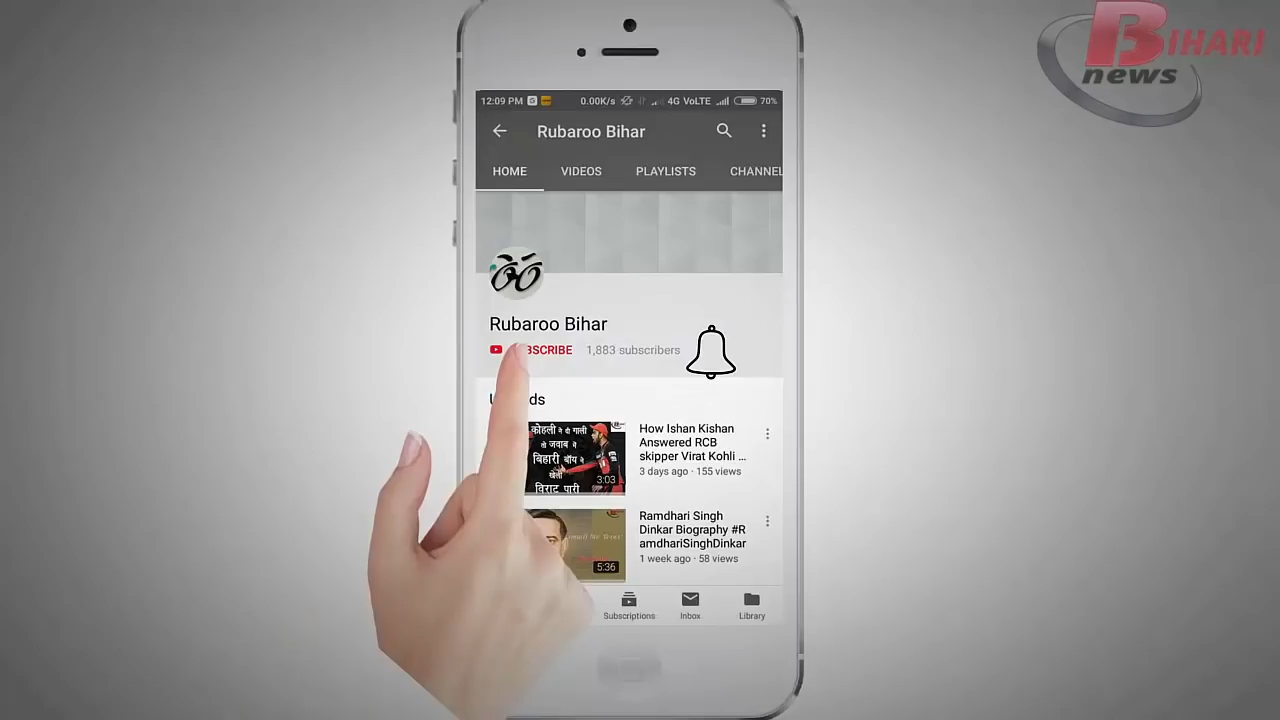 BIHARI
news
12:09 PM 0.00K/s 4G VoLTE 70%
Rubaroo Bihar
HOME VIDEOS PLAYLISTS CHANNEL
Rubaroo Bihar
BSCRIBE 1,883 subscribers
U ds
कोहली ने दी गाली
तो जवाब में
बिहारी बॉय ने
खेली
विराट पारी
3:03
How Ishan Kishan
Answered RCB
skipper Virat Kohli ...
3 days ago · 155 views
5:36
Ramdhari Singh
Dinkar Biography #R
amdhariSinghDinkar
1 week ago · 58 views
Subscriptions Inbox Library